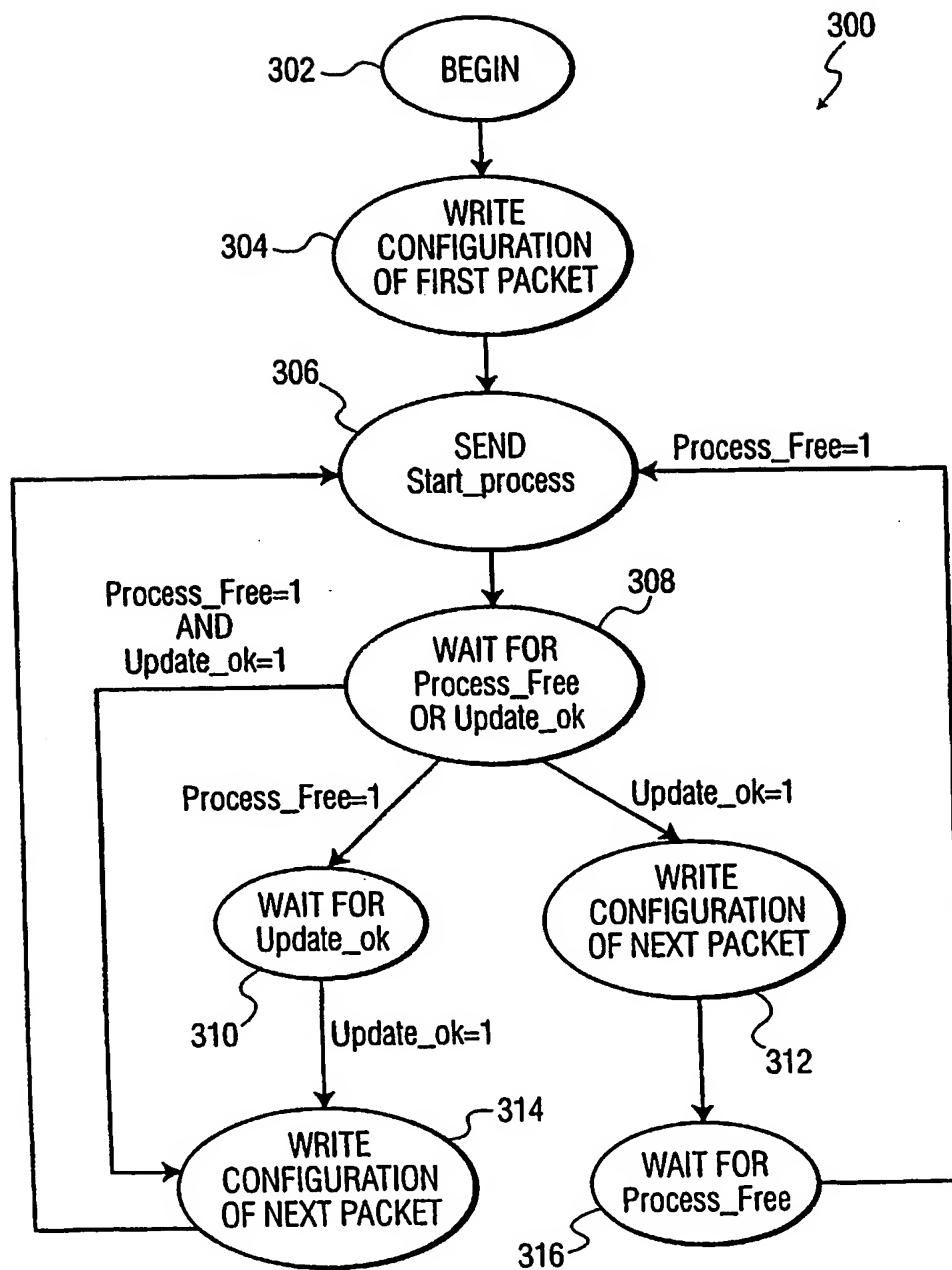 300
302
BEGIN
WRITE
CONFIGURATION
OF FIRST PACKET
304
306
SEND
Start_process
Process_Free=1
Process_Free=1
AND
Update_ok=1
308
WAIT FOR
Process_Free
OR Update_ok
Process_Free=1
Update_ok=1
WAIT FOR
Update_ok
310
WRITE
CONFIGURATION
OF NEXT PACKET
312
Update_ok=1
314
WRITE
CONFIGURATION
OF NEXT PACKET
WAIT FOR
Process_Free
316